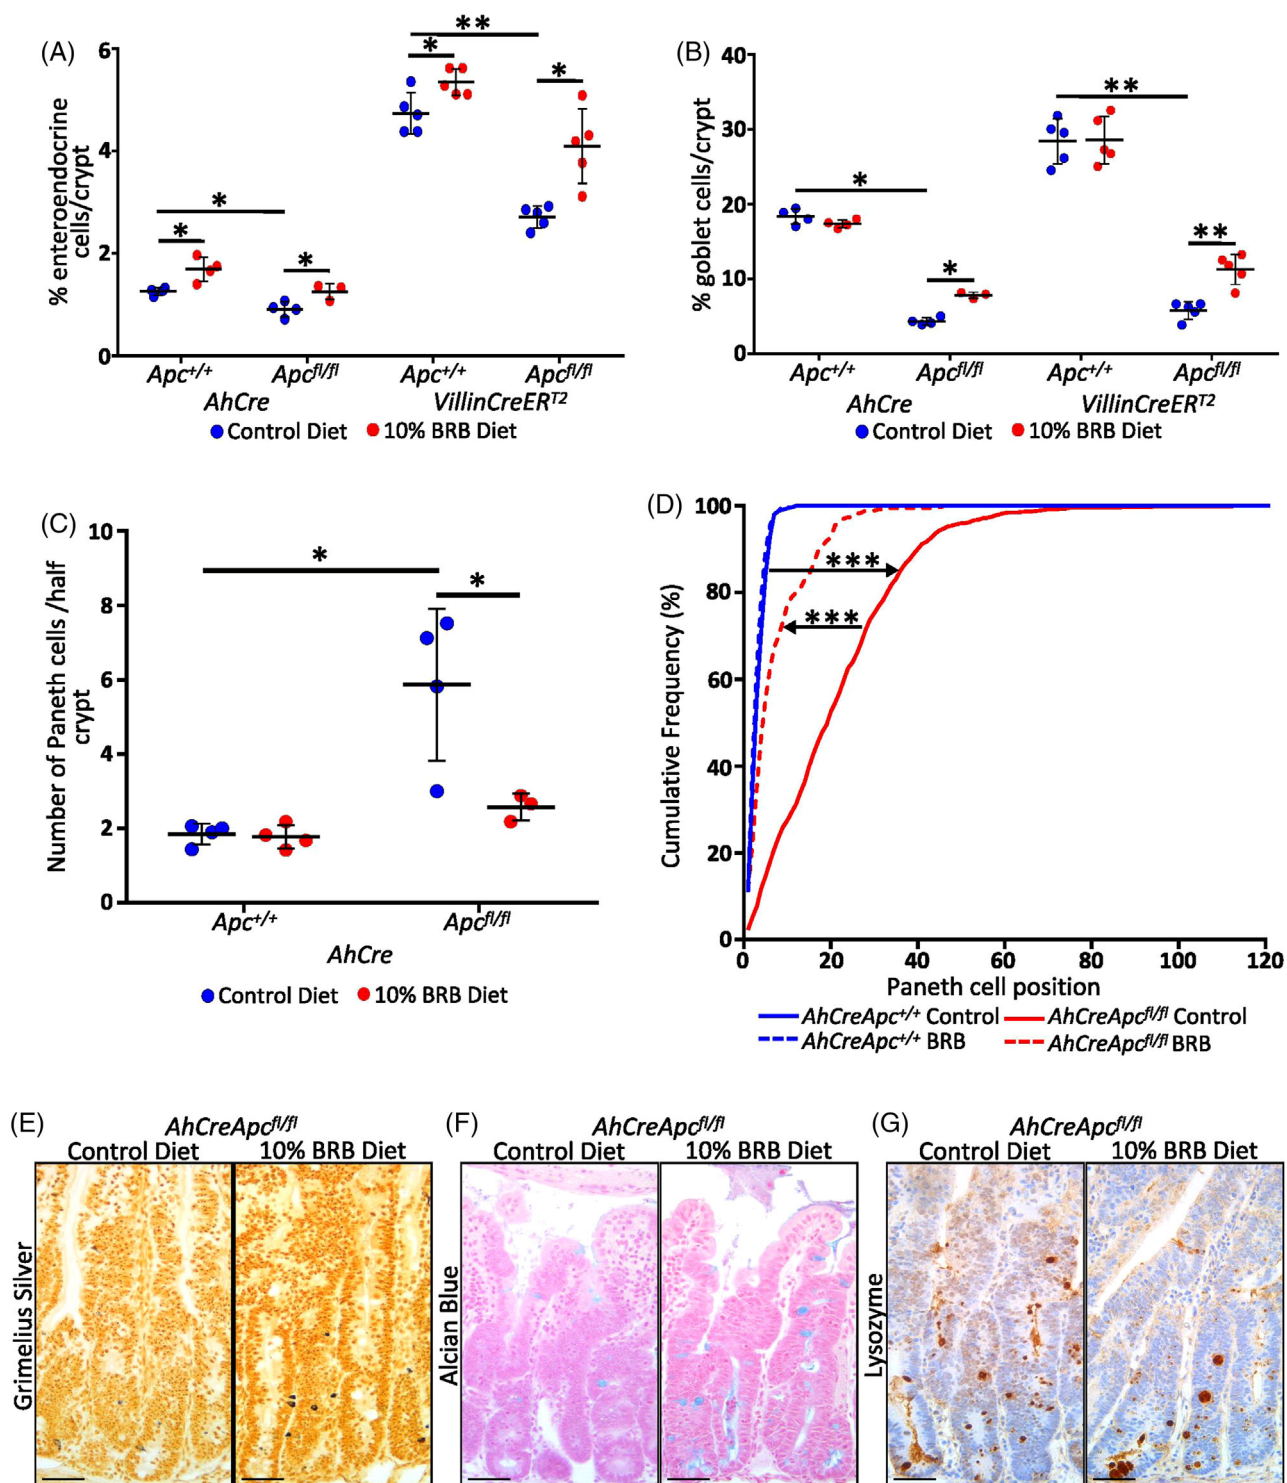 (A)
% enteroendocrine
cells/crypt
6
4
2
0
*
*
*
*
**
*
*
Apc+/+
Apcfl/fl
Apc+/+
Apcfl/fl
AhCre
VillinCreERT2
Control Diet
10% BRB Diet
(B)
% goblet cells/crypt
40
30
20
10
0
*
*
**
**
Apc+/+
Apcfl/fl
Apc+/+
Apcfl/fl
AhCre
VillinCreERT2
Control Diet
10% BRB Diet
(C)
Number of Paneth cells /half
crypt
10
8
6
4
2
0
*
*
Apc+/+
Apcfl/fl
AhCre
Control Diet
10% BRB Diet
(D)
Cumulative Frequency (%)
100
80
60
40
20
0
***
***
0 20 40 60 80 100 120
Paneth cell position
AhCreApc+/+ Control
AhCreApcfl/fl Control
AhCreApc+/+ BRB
AhCreApcfl/fl BRB
(E)
AhCreApcfl/fl
Control Diet
10% BRB Diet
Grimelius Silver
(F)
AhCreApcfl/fl
Control Diet
10% BRB Diet
Alcian Blue
(G)
AhCreApcfl/fl
Control Diet
10% BRB Diet
Lysozyme